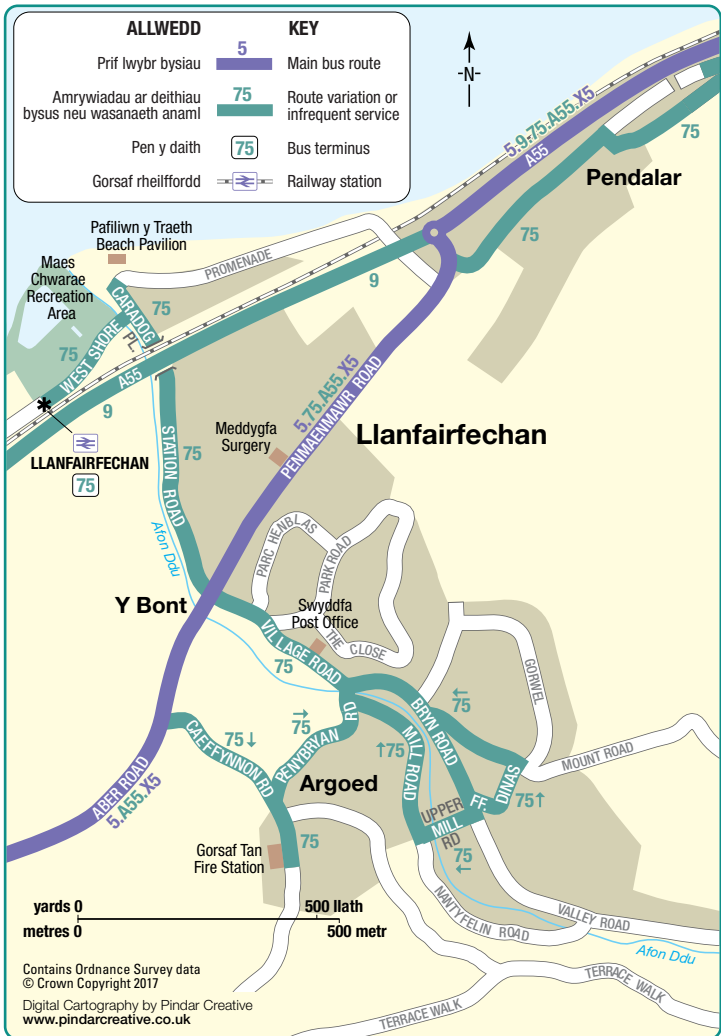 ALLWEDD
KEY
Prif lwybr bysiau
5
Main bus route
Amrywiadau ar deithiau
bysus neu wasanaeth anaml
75
Route variation or
infrequent service
Pen y daith
75
Bus terminus
Gorsaf rheilffordd
Railway station
-N-
5.9.75.A55.X5
A55
75
Pendalar
75
Pafiliwn y Traeth
Beach Pavilion
PROMENADE
Maes
Chwarae
Recreation
Area
CARADOG
PL.
75
9
75
WEST SHORE
A55
9
*
LLANFAIRFECHAN
75
STATION ROAD
75
Afon Ddu
Meddygfa
Surgery
5.75.A55.X5
PENMAENMAWR ROAD
Llanfairfechan
PARC HENBLAS
PARK ROAD
Y Bont
Swyddfa
Post Office
THE CLOSE
VILLAGE ROAD
75
GORWEL
← 75
BRYN ROAD
MOUNT ROAD
75↓
CAEFFYNNON RD
→ 75
PENYBRYAN
RD
↑75
MILL ROAD
DINAS
FF.
75↑
ABER ROAD
5.A55.X5
Argoed
UPPER
MILL
RD
75
←
Gorsaf Tan
Fire Station
75
NANTYFELIN ROAD
VALLEY ROAD
Afon Ddu
TERRACE WALK
TERRACE WALK
yards 0
500 llath
metres 0
500 metr
Contains Ordnance Survey data
© Crown Copyright 2017
Digital Cartography by Pindar Creative
www.pindarcreative.co.uk